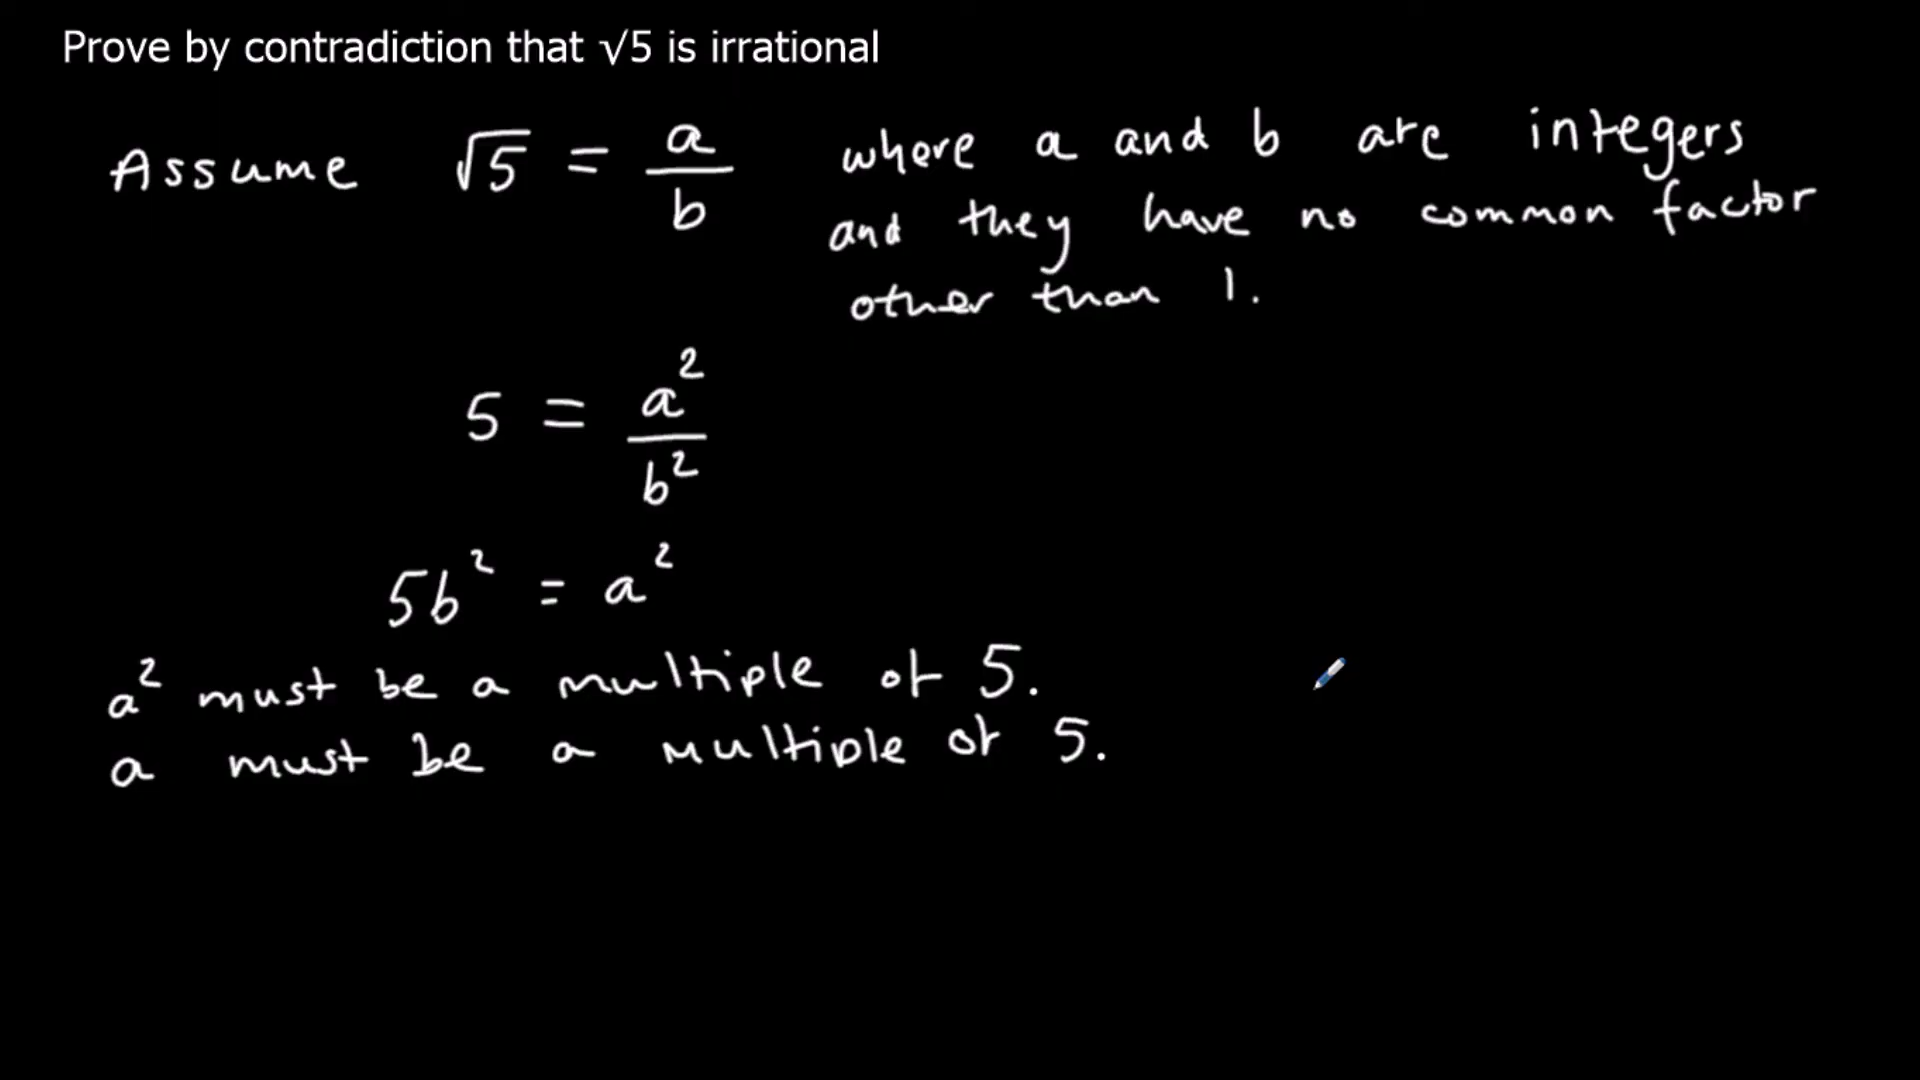 Prove by contradiction that √5 is irrational
Assume √5 = a/b where a and b are integers
and they have no common factor
other than 1.
5 = a²/b²
5b² = a²
a² must be a multiple of 5.
a must be a multiple of 5.